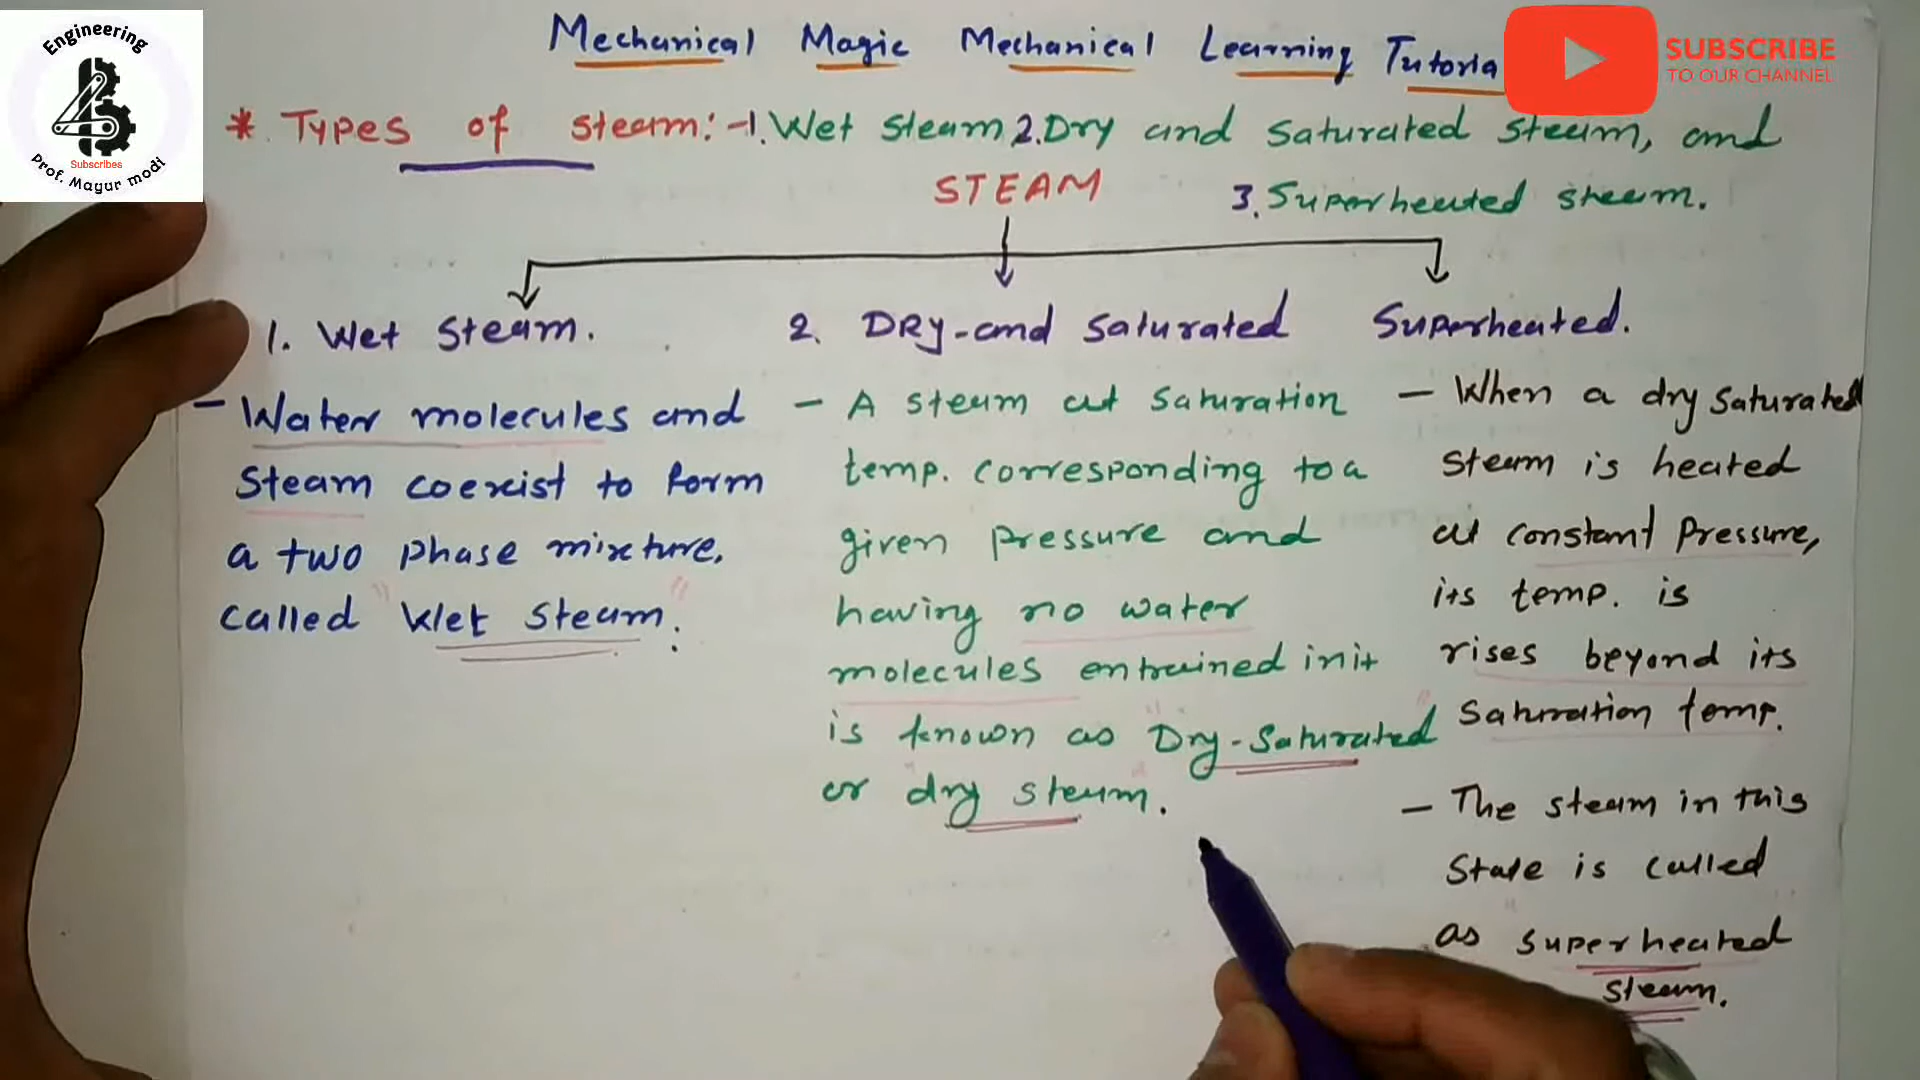 Engineering
Subscribes
Prof. Mayur modi
Mechanical Magic Mechanical Learning Tutoria
SUBSCRIBE
TO OUR CHANNEL
* Types of steam:-1. Wet steam, 2. Dry and saturated steam, and
3. Superheated steam.
STEAM
1. Wet steam.
- Water molecules and
steam coexist to form
a two phase mixture,
called "Wet steam".
2. DRY-and saturated
- A steam at saturation
temp. corresponding to a
given pressure and
having no water
molecules entrained in it
is known as "Dry-saturated"
or "dry steam".
Superheated.
- When a dry saturated
steam is heated
at constant pressure,
its temp. is
rises beyond its
saturation temp.
- The steam in this
state is called
as "superheated
steam.